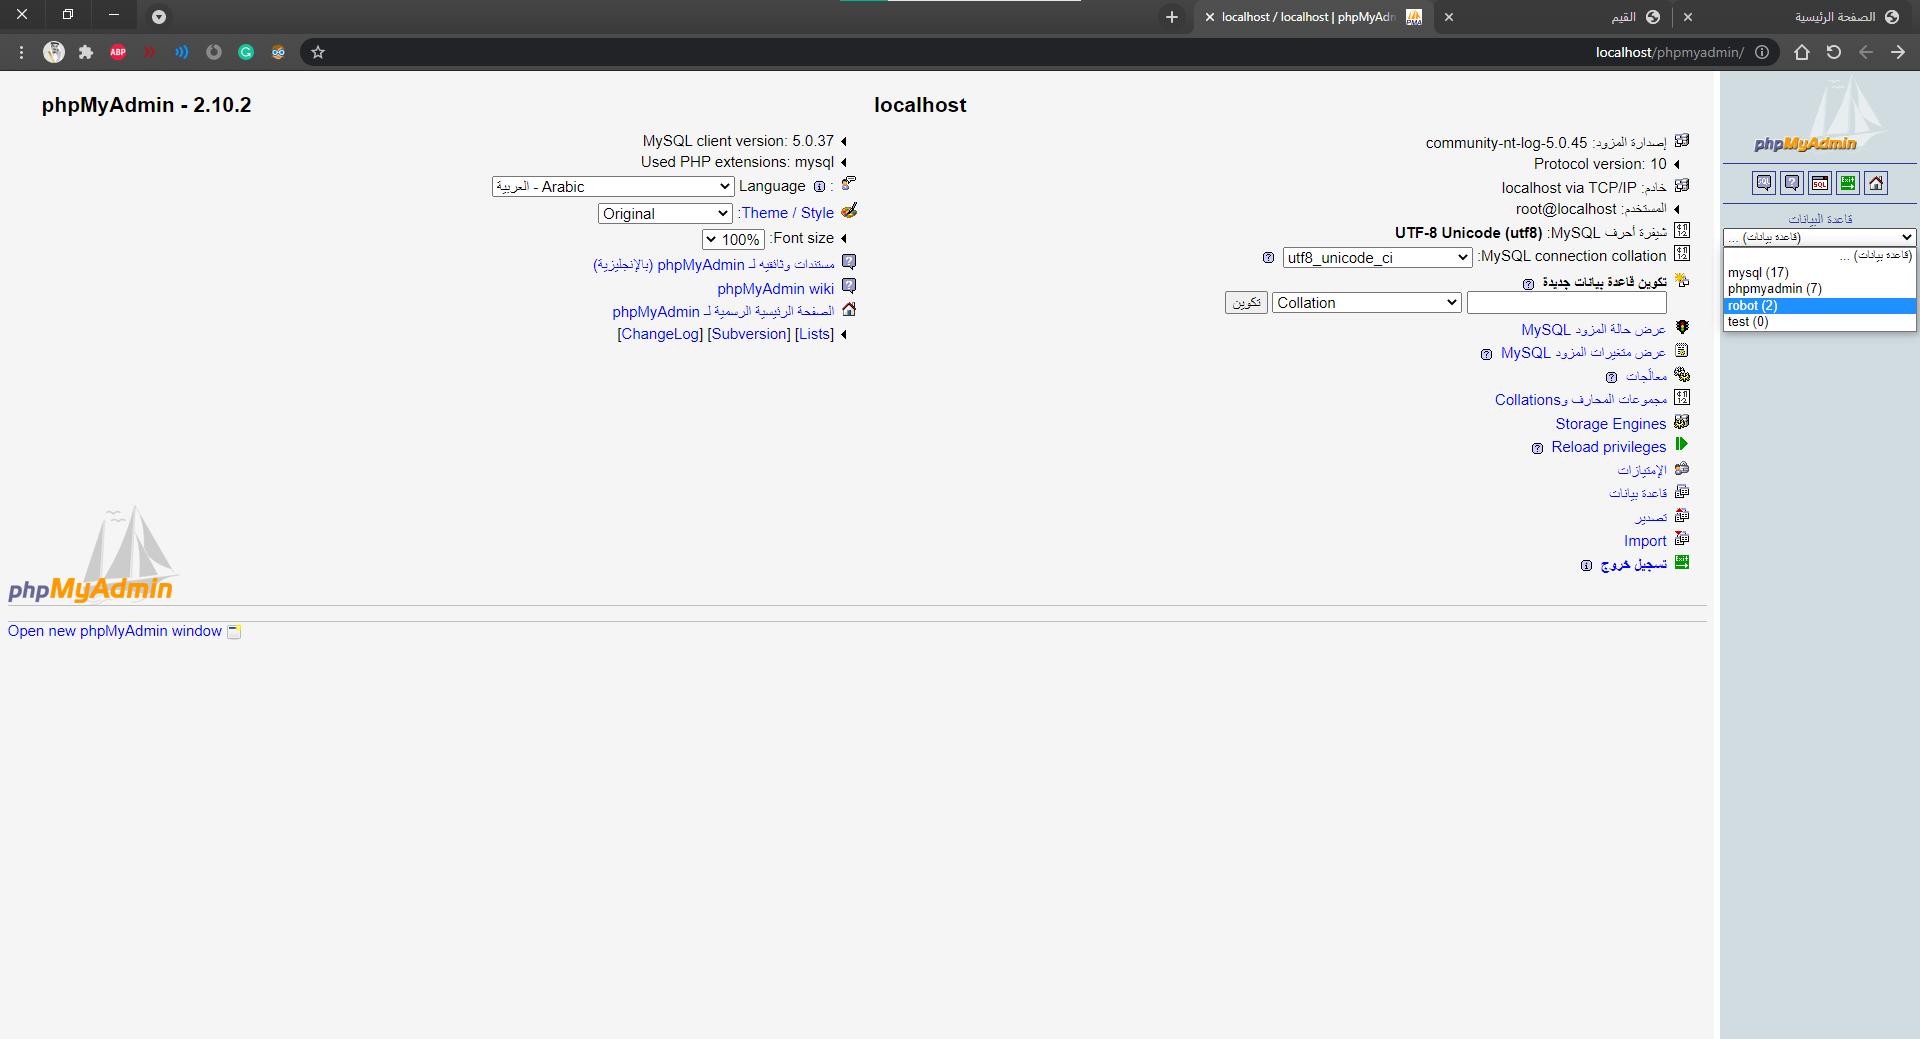 الصفحة الرئيسية
القيم
localhost / localhost | phpMyAdm
localhost/phpmyadmin/
ABP
phpMyAdmin
SQL
قاعدة البيانات
(قاعدة بيانات) ...
(قاعدة بيانات) ...
mysql (17)
phpmyadmin (7)
robot (2)
test (0)
localhost
إصدارة المزود: community-nt-log-5.0.45
Protocol version: 10
خادم: localhost via TCP/IP
المستخدم: root@localhost
شيفرة أحرف MySQL: UTF-8 Unicode (utf8)
MySQL connection collation: utf8_unicode_ci
تكوين قاعدة بيانات جديدة
Collation تكوين
عرض حالة المزود MySQL
عرض متغيرات المزود MySQL
معالجات
مجموعات المحارف وCollations
Storage Engines
Reload privileges
الإمتيازات
قاعدة بيانات
تصدير
Import
تسجيل خروج
phpMyAdmin - 2.10.2
MySQL client version: 5.0.37
Used PHP extensions: mysql
Language : العربية - Arabic
Theme / Style: Original
Font size: 100%
مستندات وثائقيه لـ phpMyAdmin (بالإنجليزية)
phpMyAdmin wiki
الصفحة الرئيسية الرسمية لـ phpMyAdmin
[ChangeLog] [Subversion] [Lists]
phpMyAdmin
Open new phpMyAdmin window